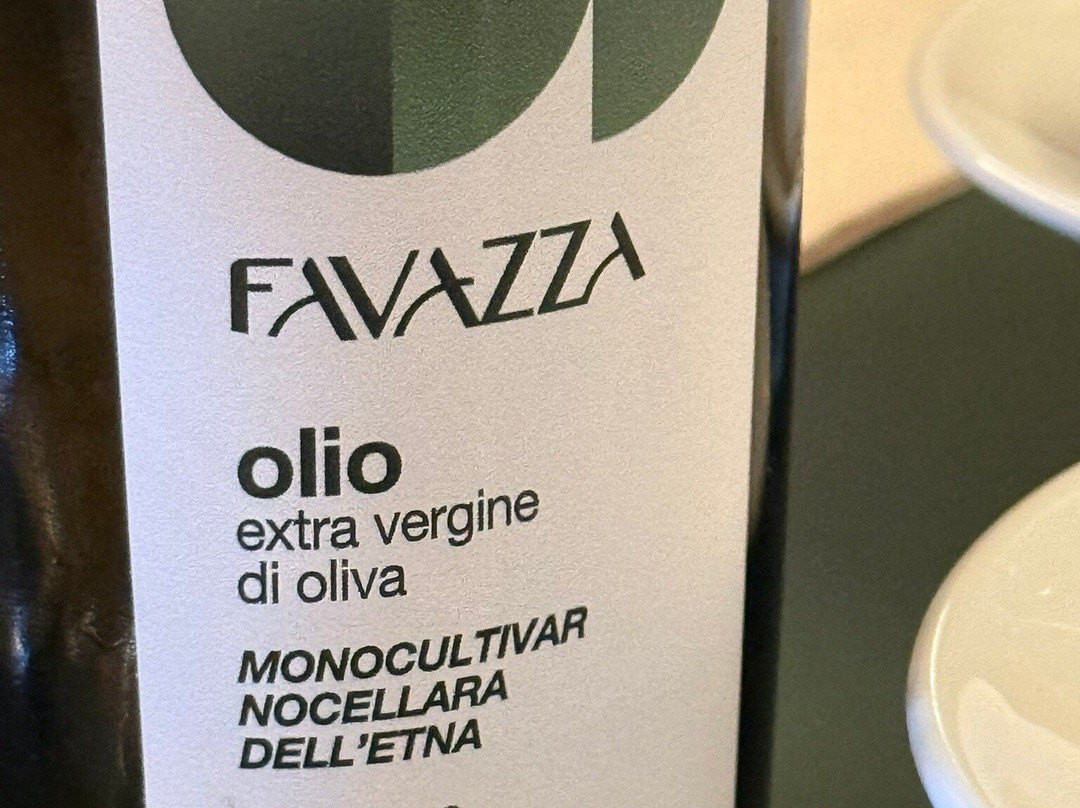 FAVAZZA
olio
extra vergine
di oliva
MONOCULTIVAR
NOCELLARA
DELL'ETNA